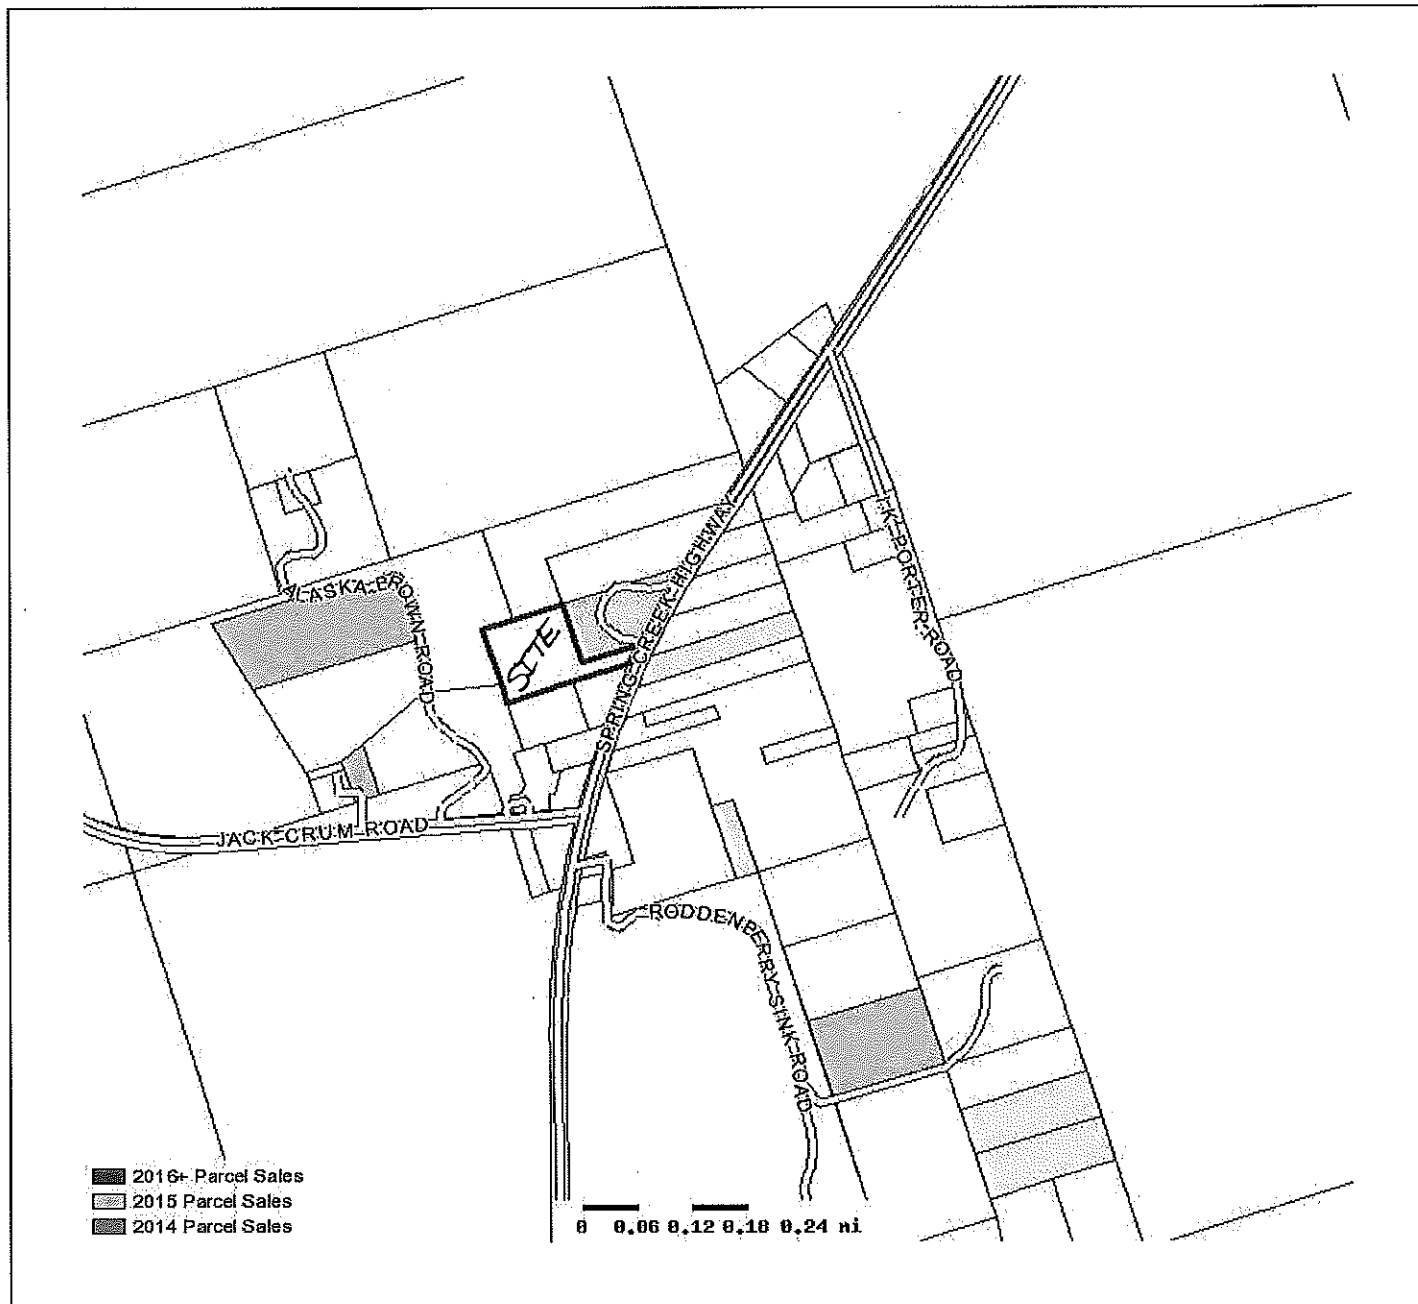 SPRING CREEK HIGHWAY
J K PORTER ROAD
ALASKA BROWN ROAD
SITE
JACK CRUM ROAD
RODDENBERRY SINK ROAD
2016+ Parcel Sales
2015 Parcel Sales
2014 Parcel Sales
0 0.06 0.12 0.18 0.24 mi